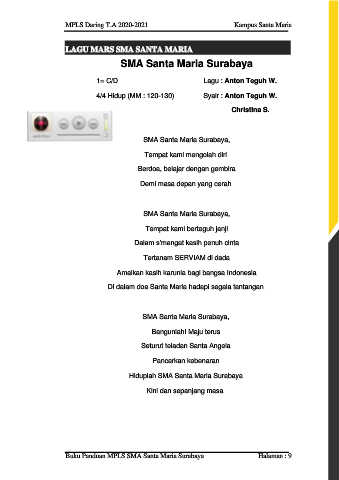 MPLS Daring T.A 2020-2021 Kampus Santa Maria
LAGU MARS SMA SANTA MARIA
SMA Santa Maria Surabaya
1= C/D Lagu : Anton Teguh W.
4/4 Hidup (MM : 120-130) Syair : Anton Teguh W.
Christina S.
SMA Santa Maria Surabaya,
Tempat kami mengolah diri
Berdoa, belajar dengan gembira
Demi masa depan yang cerah
SMA Santa Maria Surabaya,
Tempat kami berteguh janji
Dalam s'mangat kasih penuh cinta
Tertanam SERVIAM di dada
Amalkan kasih karunia bagi bangsa Indonesia
Di dalam doa Santa Maria hadapi segala tantangan
SMA Santa Maria Surabaya,
Bangunlah! Maju terus
Seturut teladan Santa Angela
Pancarkan kebenaran
Hiduplah SMA Santa Maria Surabaya
Kini dan sepanjang masa
Buku Panduan MPLS SMA Santa Maria Surabaya Halaman : 9